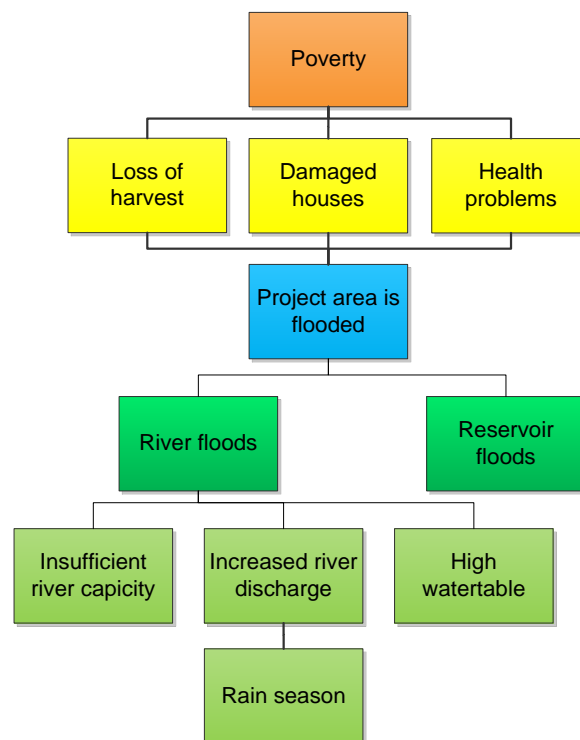 Poverty
Loss of
harvest
Damaged
houses
Health
problems
Project area is
flooded
River floods
Reservoir
floods
Insufficient
river capicity
Increased river
discharge
High
watertable
Rain season